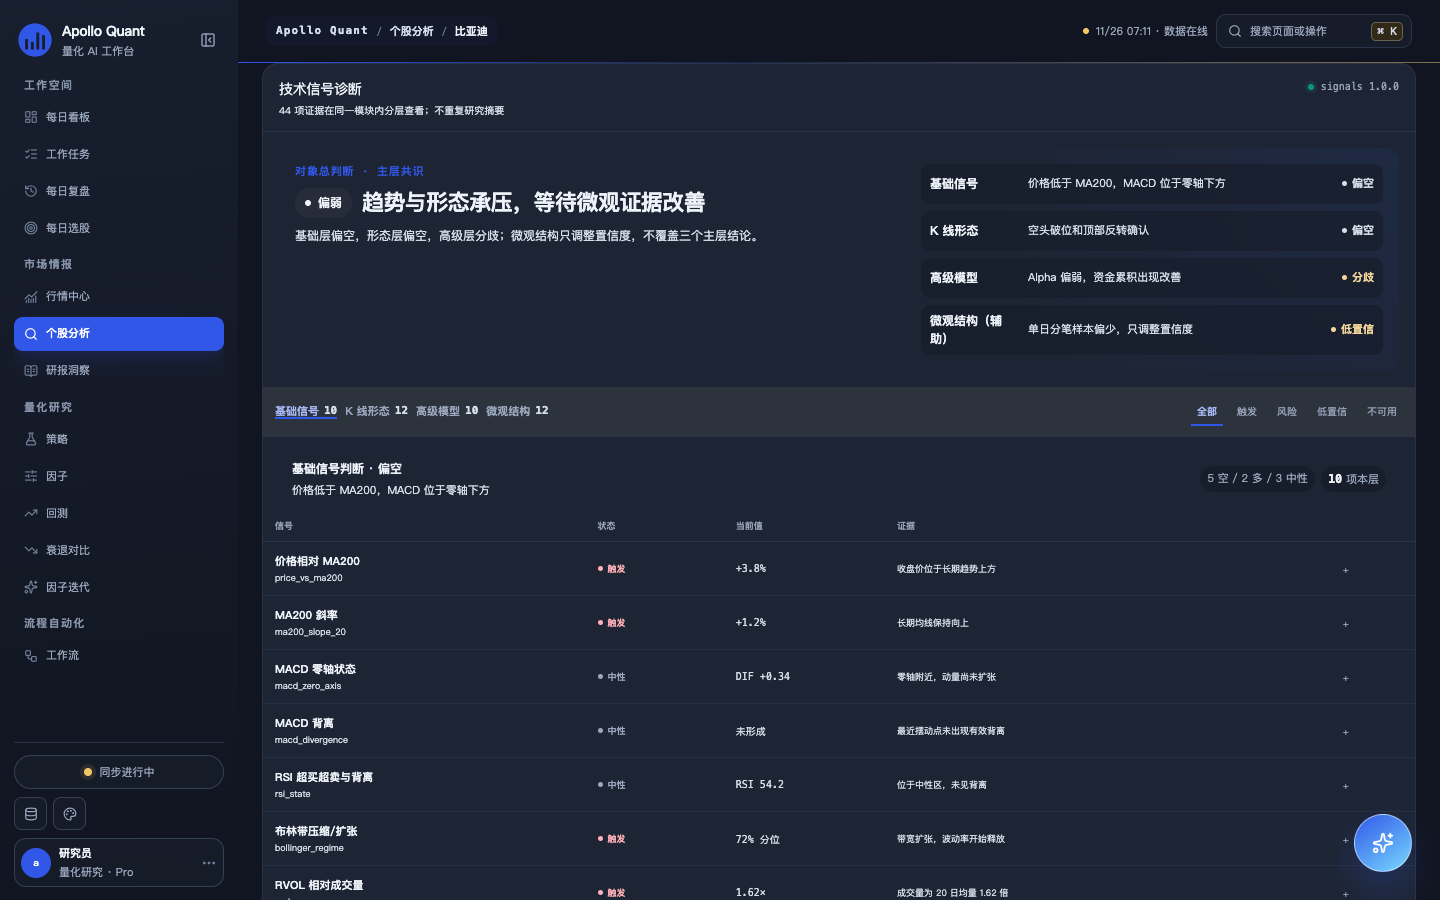 Apollo Quant
量化 AI 工作台
工作空间
每日看板
工作任务
每日复盘
每日选股
市场情报
行情中心
个股分析
研报洞察
量化研究
策略
因子
回测
衰退对比
因子迭代
流程自动化
工作流
同步进行中
a
研究员
量化研究 · Pro
Apollo Quant / 个股分析 / 比亚迪
11/26 07:11 · 数据在线
搜索页面或操作
⌘ K
技术信号诊断
44 项证据在同一模块内分层查看；不重复研究摘要
signals 1.0.0
对象总判断 · 主层共识
偏弱
趋势与形态承压，等待微观证据改善
基础层偏空，形态层偏空，高级层分歧；微观结构只调整置信度，不覆盖三个主层结论。
基础信号 价格低于 MA200，MACD 位于零轴下方 偏空
K 线形态 空头破位和顶部反转确认 偏空
高级模型 Alpha 偏弱，资金累积出现改善 分歧
微观结构（辅助） 单日分笔样本偏少，只调整置信度 低置信
基础信号 10 K 线形态 12 高级模型 10 微观结构 12
全部 触发 风险 低置信 不可用
基础信号判断 · 偏空
价格低于 MA200，MACD 位于零轴下方
5 空 / 2 多 / 3 中性
10 项本层
信号 状态 当前值 证据
价格相对 MA200
price_vs_ma200
触发 +3.8% 收盘价位于长期趋势上方 +
MA200 斜率
ma200_slope_20
触发 +1.2% 长期均线保持向上 +
MACD 零轴状态
macd_zero_axis
中性 DIF +0.34 零轴附近，动量尚未扩张 +
MACD 背离
macd_divergence
中性 未形成 最近摆动点未出现有效背离 +
RSI 超买超卖与背离
rsi_state
中性 RSI 54.2 位于中性区，未见背离 +
布林带压缩/扩张
bollinger_regime
触发 72% 分位 带宽扩张，波动率开始释放 +
RVOL 相对成交量
触发 1.62× 成交量为 20 日均量 1.62 倍 +